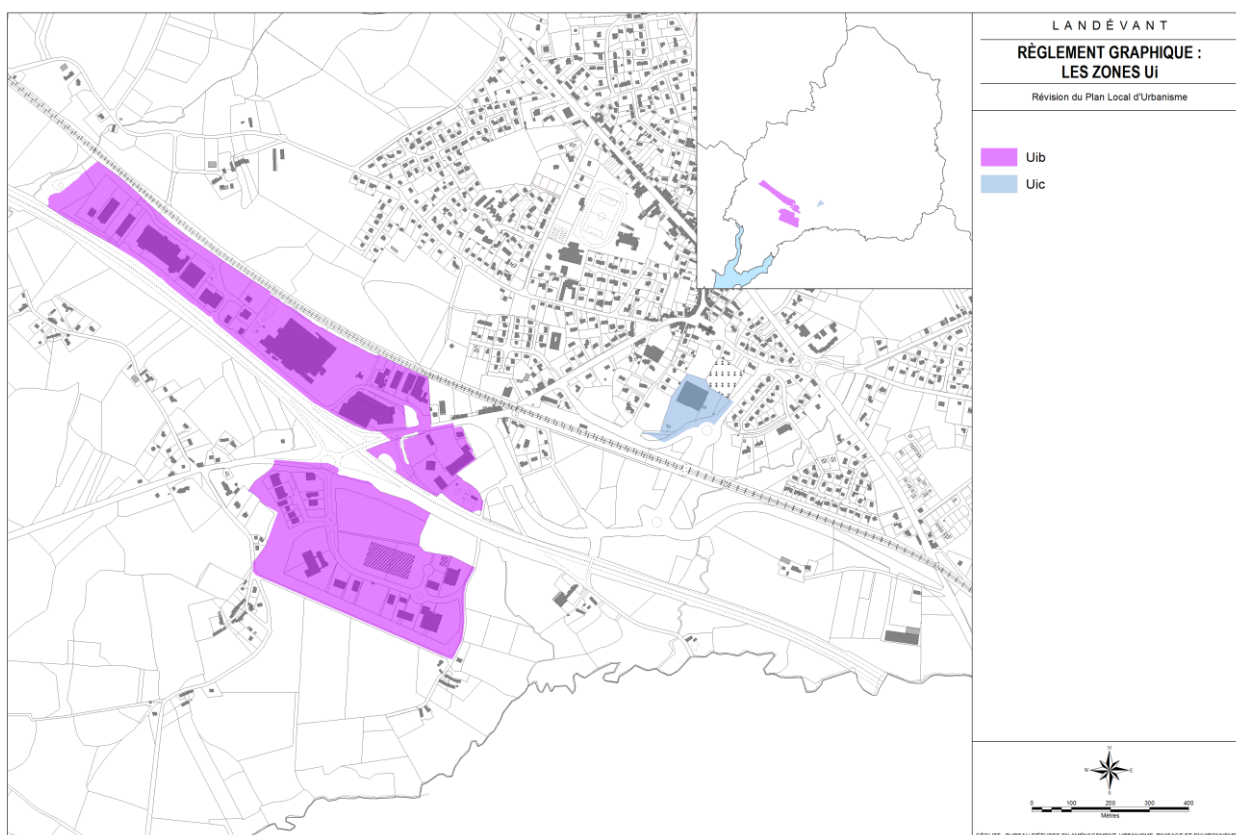 LANDÉVANT
RÈGLEMENT GRAPHIQUE :
LES ZONES Ui
Révision du Plan Local d'Urbanisme
Uib
Uic
N
W E
S
0 100 200 300 400
Mètres